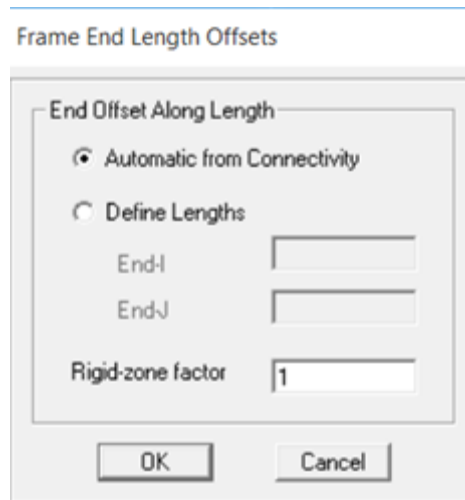 Frame End Length Offsets
End Offset Along Length
Automatic from Connectivity
Define Lengths
End-I
End-J
Rigid-zone factor 1
OK Cancel